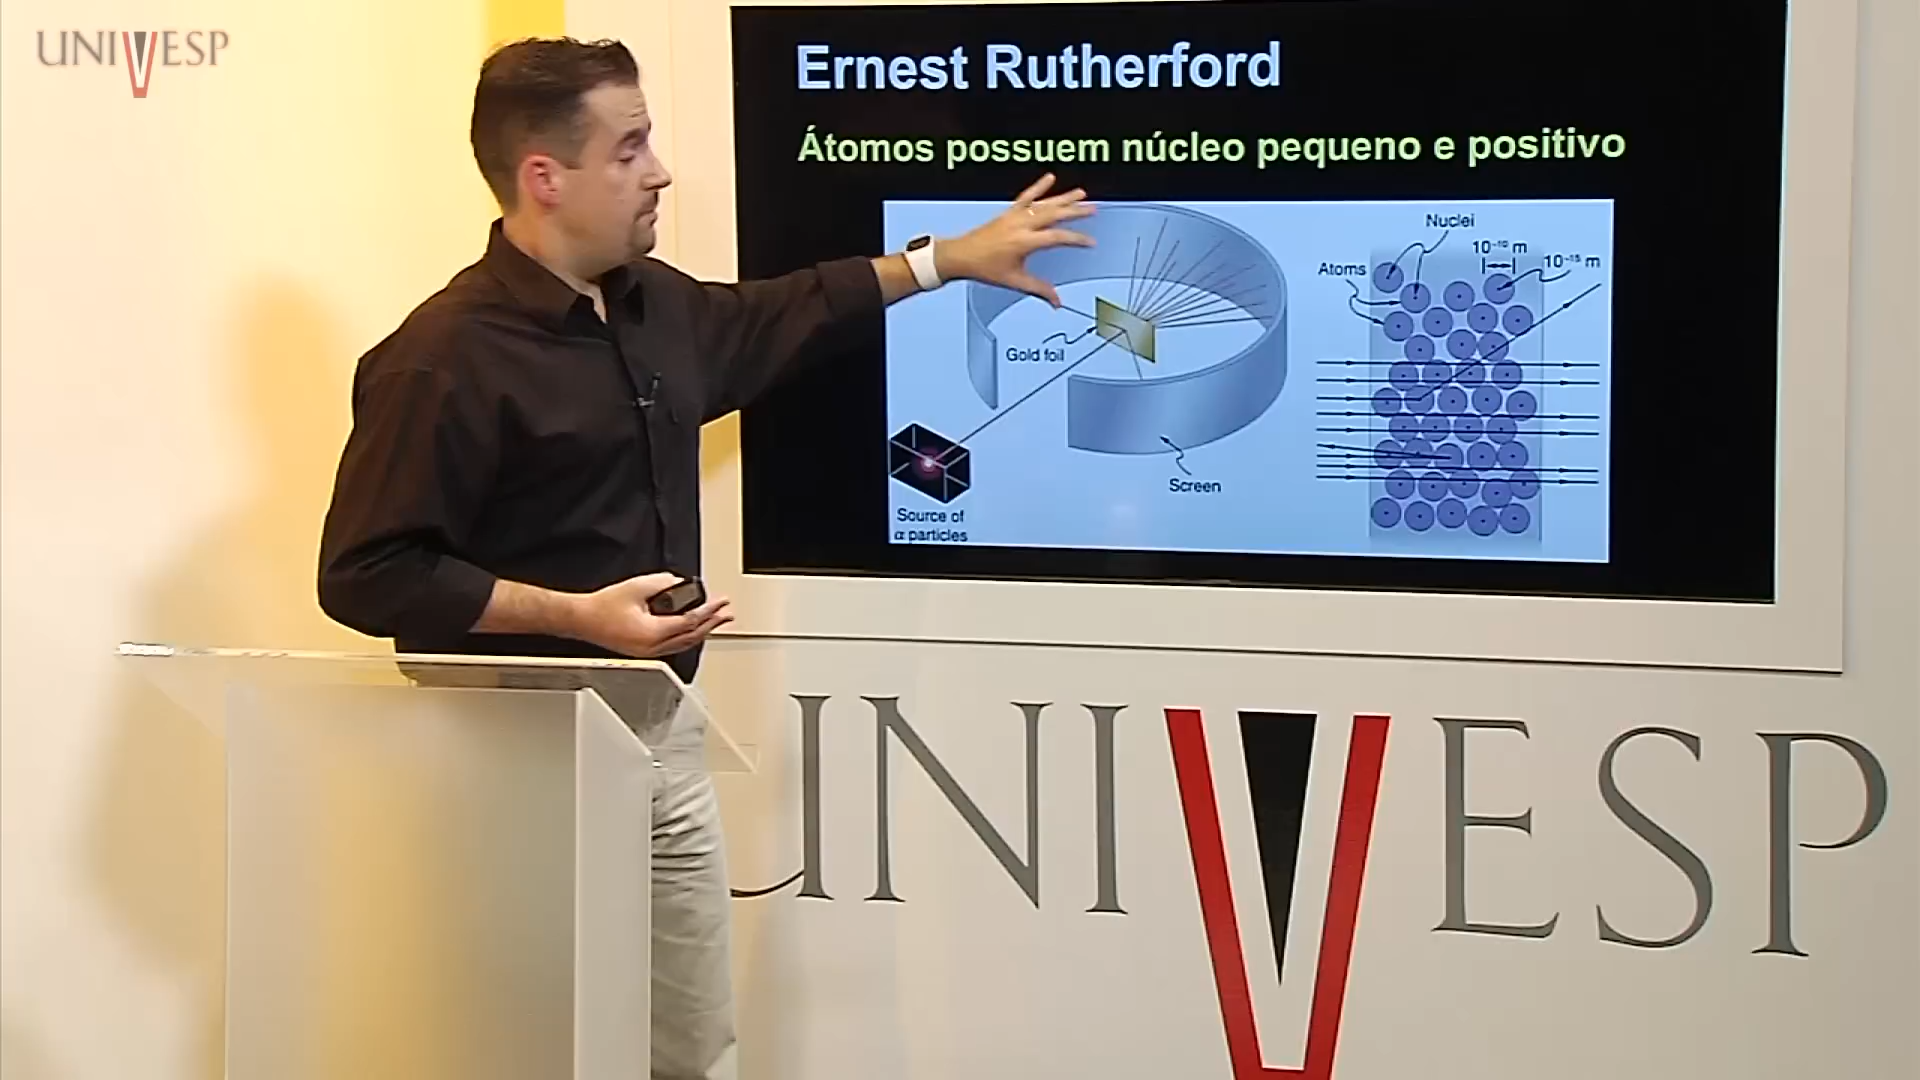 UNIVESP
Ernest Rutherford
Átomos possuem núcleo pequeno e positivo
Nuclei
10⁻¹⁰ m
10⁻¹⁵ m
Atoms
Gold foil
Screen
Source of
α particles
UNIVESP